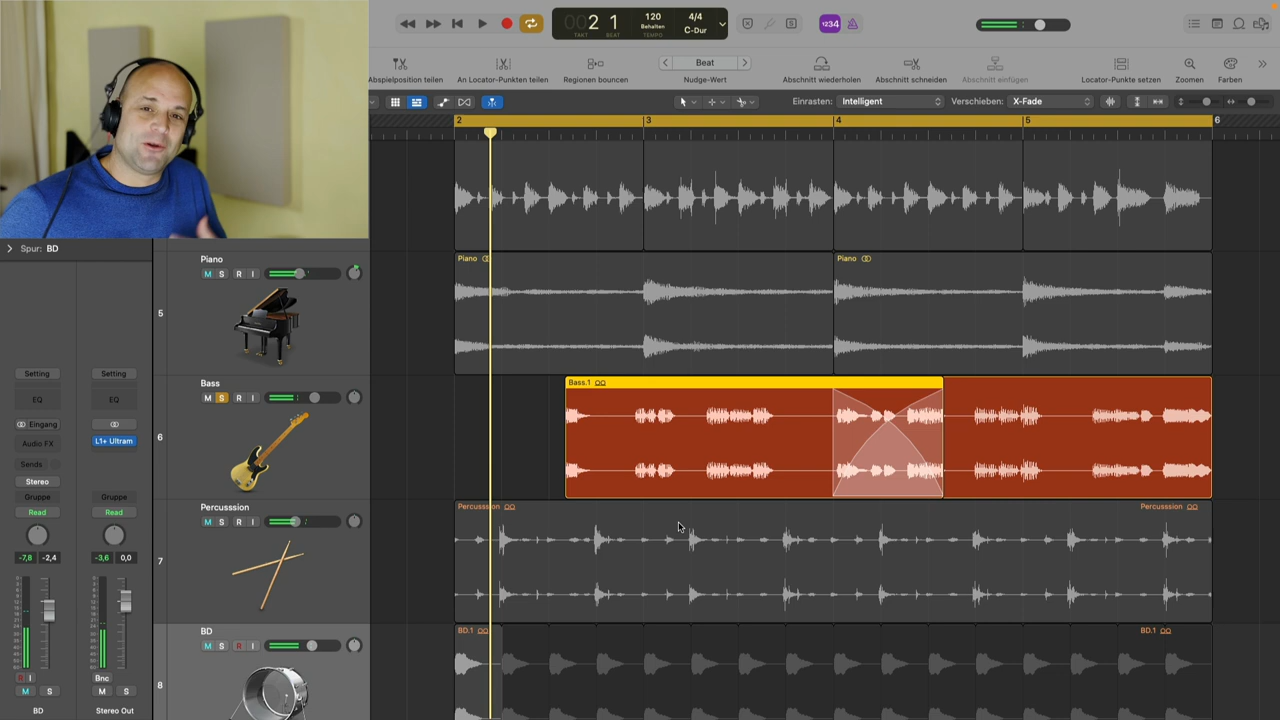 00 2 1
TAKT BEAT
120
Behalten
TEMPO
4/4
C-Dur
1234
Abspielposition teilen
An Locator-Punkten teilen
Regionen bouncen
Beat
Nudge-Wert
Abschnitt wiederholen
Abschnitt schneiden
Abschnitt einfügen
Locator-Punkte setzen
Zoomen
Farben
Einrasten: Intelligent
Verschieben: X-Fade
2 3 4 5 6
Spur: BD
Piano
M S R I
5
Piano
Piano
Bass
M S R I
6
Bass.1
Percusssion
M S R I
7
Percusssion
Percusssion
BD
M S R I
8
BD.1
BD.1
Setting
Setting
EQ
EQ
Eingang
Audio FX
L1+ Ultram
Sends
Stereo
Gruppe
Gruppe
Read
Read
-7,8 -2,4
-3,6 0,0
R I
Bnc
M S
M S
BD
Stereo Out